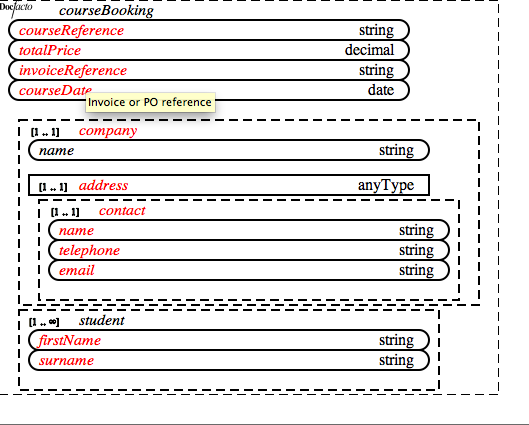 Docfacto
courseBooking
courseReference string
totalPrice decimal
invoiceReference string
courseDate date
Invoice or PO reference
[1 .. 1] company
name string
[1 .. 1] address anyType
[1 .. 1] contact
name string
telephone string
email string
[1 .. ∞] student
firstName string
surname string